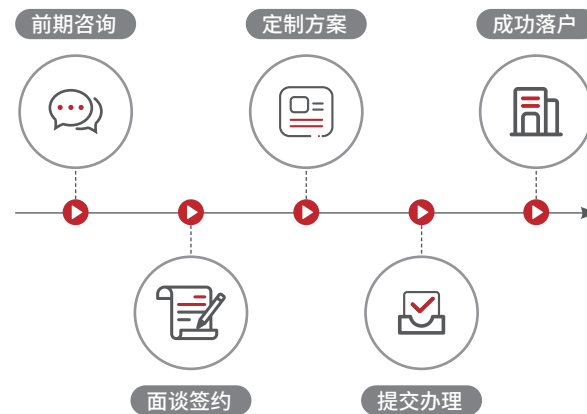 前期咨询
定制方案
成功落户
面谈签约
提交办理